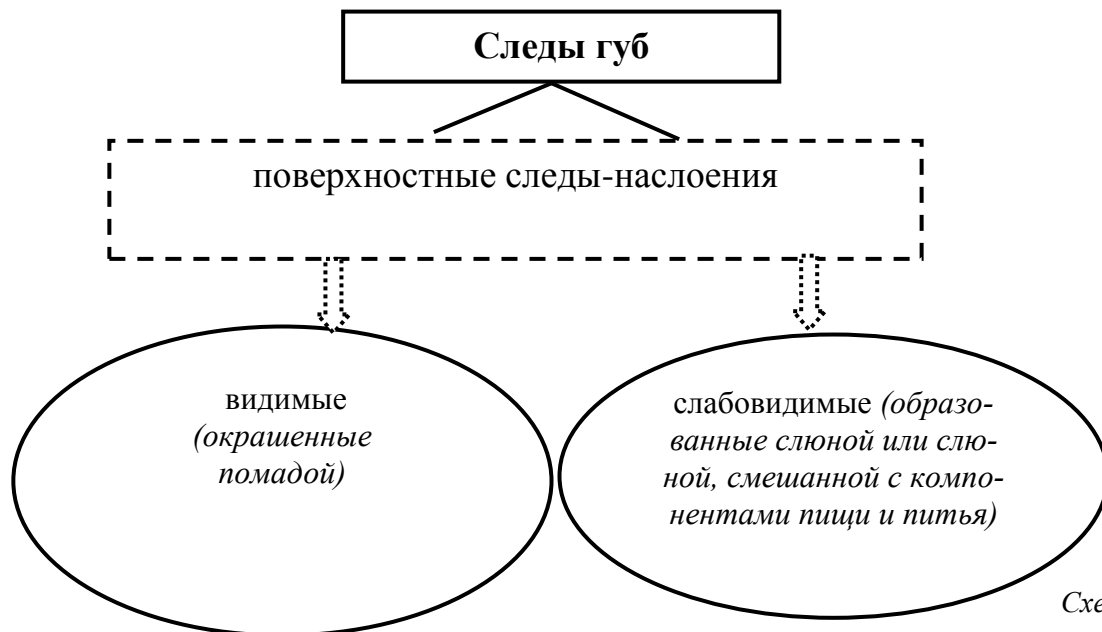 Следы губ
поверхностные следы-наслоения
видимые
(окрашенные
помадой)
слабовидимые (образо-
ванные слюной или слю-
ной, смешанной с компо-
нентами пищи и питья)